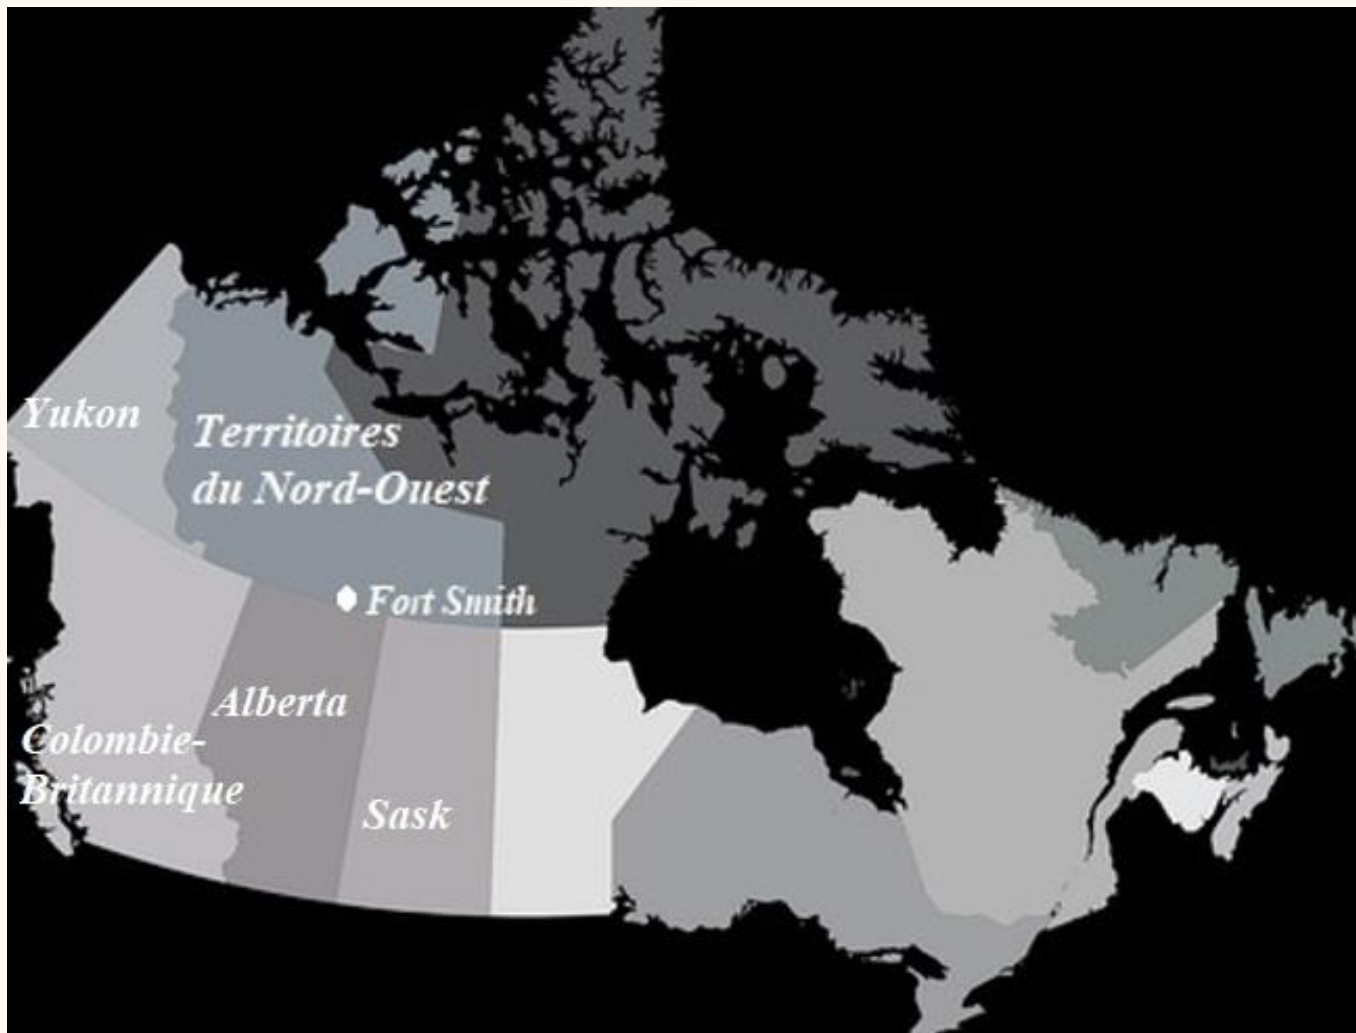 Yukon
Territoires
du Nord-Ouest
Fort Smith
Alberta
Colombie-
Britannique
Sask